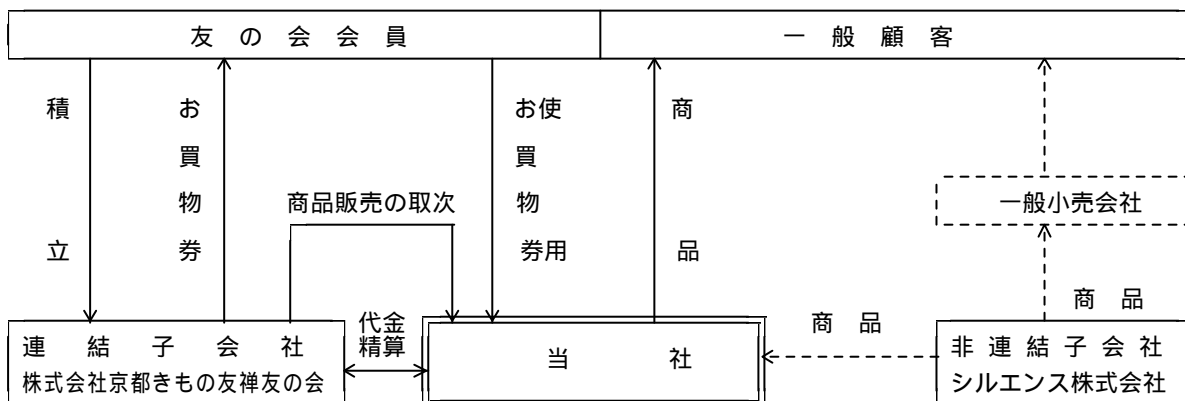 友の会会員
一般顧客
積立
お買物券
商品販売の取次
お買物券
使用
商品
一般小売会社
商品
商品
代金
精算
連結子会社
株式会社京都きもの友禅友の会
当社
非連結子会社
シルエンス株式会社